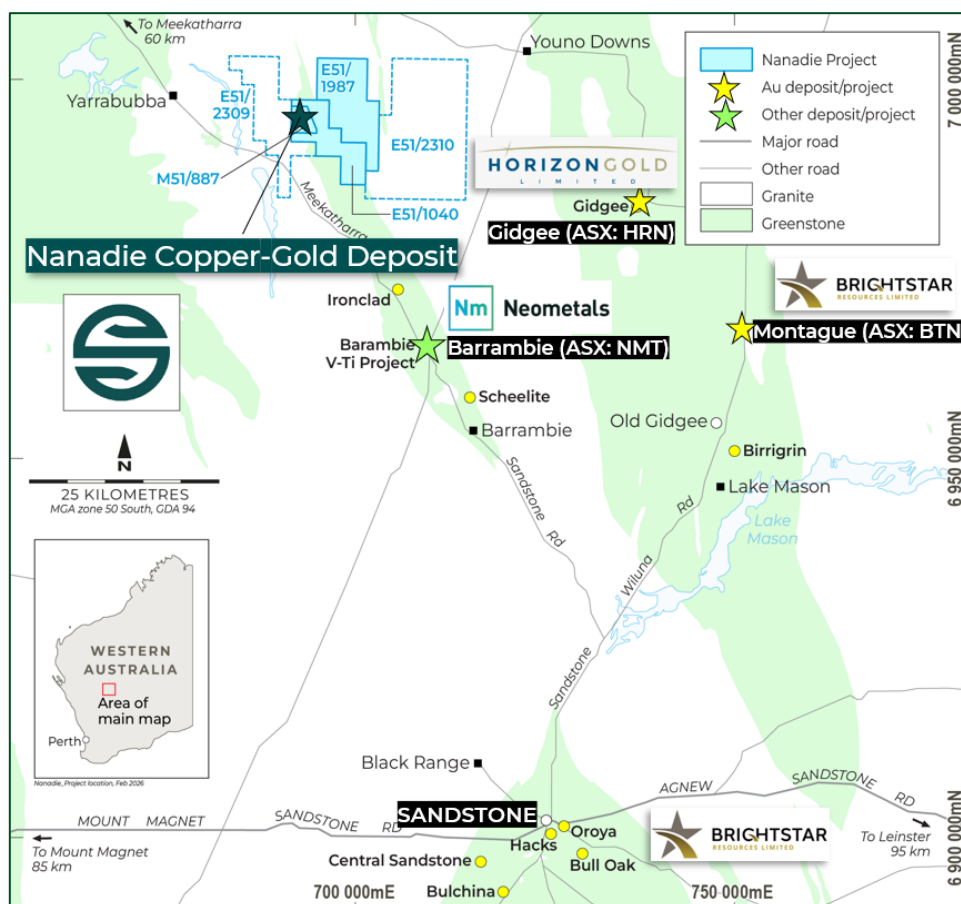 To Meekatharra
60 km
Youno Downs
Yarrabubba
E51/
2309
E51/
1987
E51/2310
M51/887
E51/1040
Meekatharra
Nanadie Project
Au deposit/project
Other deposit/project
Major road
Other road
Granite
Greenstone
7 000 000mN
HORIZON GOLD
LIMITED
Gidgee
Gidgee (ASX: HRN)
Nanadie Copper-Gold Deposit
BRIGHTSTAR
RESOURCES LIMITED
Ironclad
Nm Neometals
Barambie
V-Ti Project
Barrambie (ASX: NMT)
Montague (ASX: BTN)
Scheelite
Barrambie
Old Gidgee
Birrigrin
Lake Mason
Lake
Mason
6 950 000mN
N
25 KILOMETRES
MGA zone 50 South, GDA 94
Sandstone Rd
Sandstone Wiluna Rd
WESTERN
AUSTRALIA
Area of
main map
Perth
Nanadie_Project location, Feb 2026
Black Range
SANDSTONE
AGNEW SANDSTONE RD
MOUNT MAGNET SANDSTONE RD
To Mount Magnet
85 km
Oroya
Hacks
Bull Oak
Central Sandstone
Bulchina
BRIGHTSTAR
RESOURCES LIMITED
To Leinster
95 km
6 900 000mN
700 000mE
750 000mE